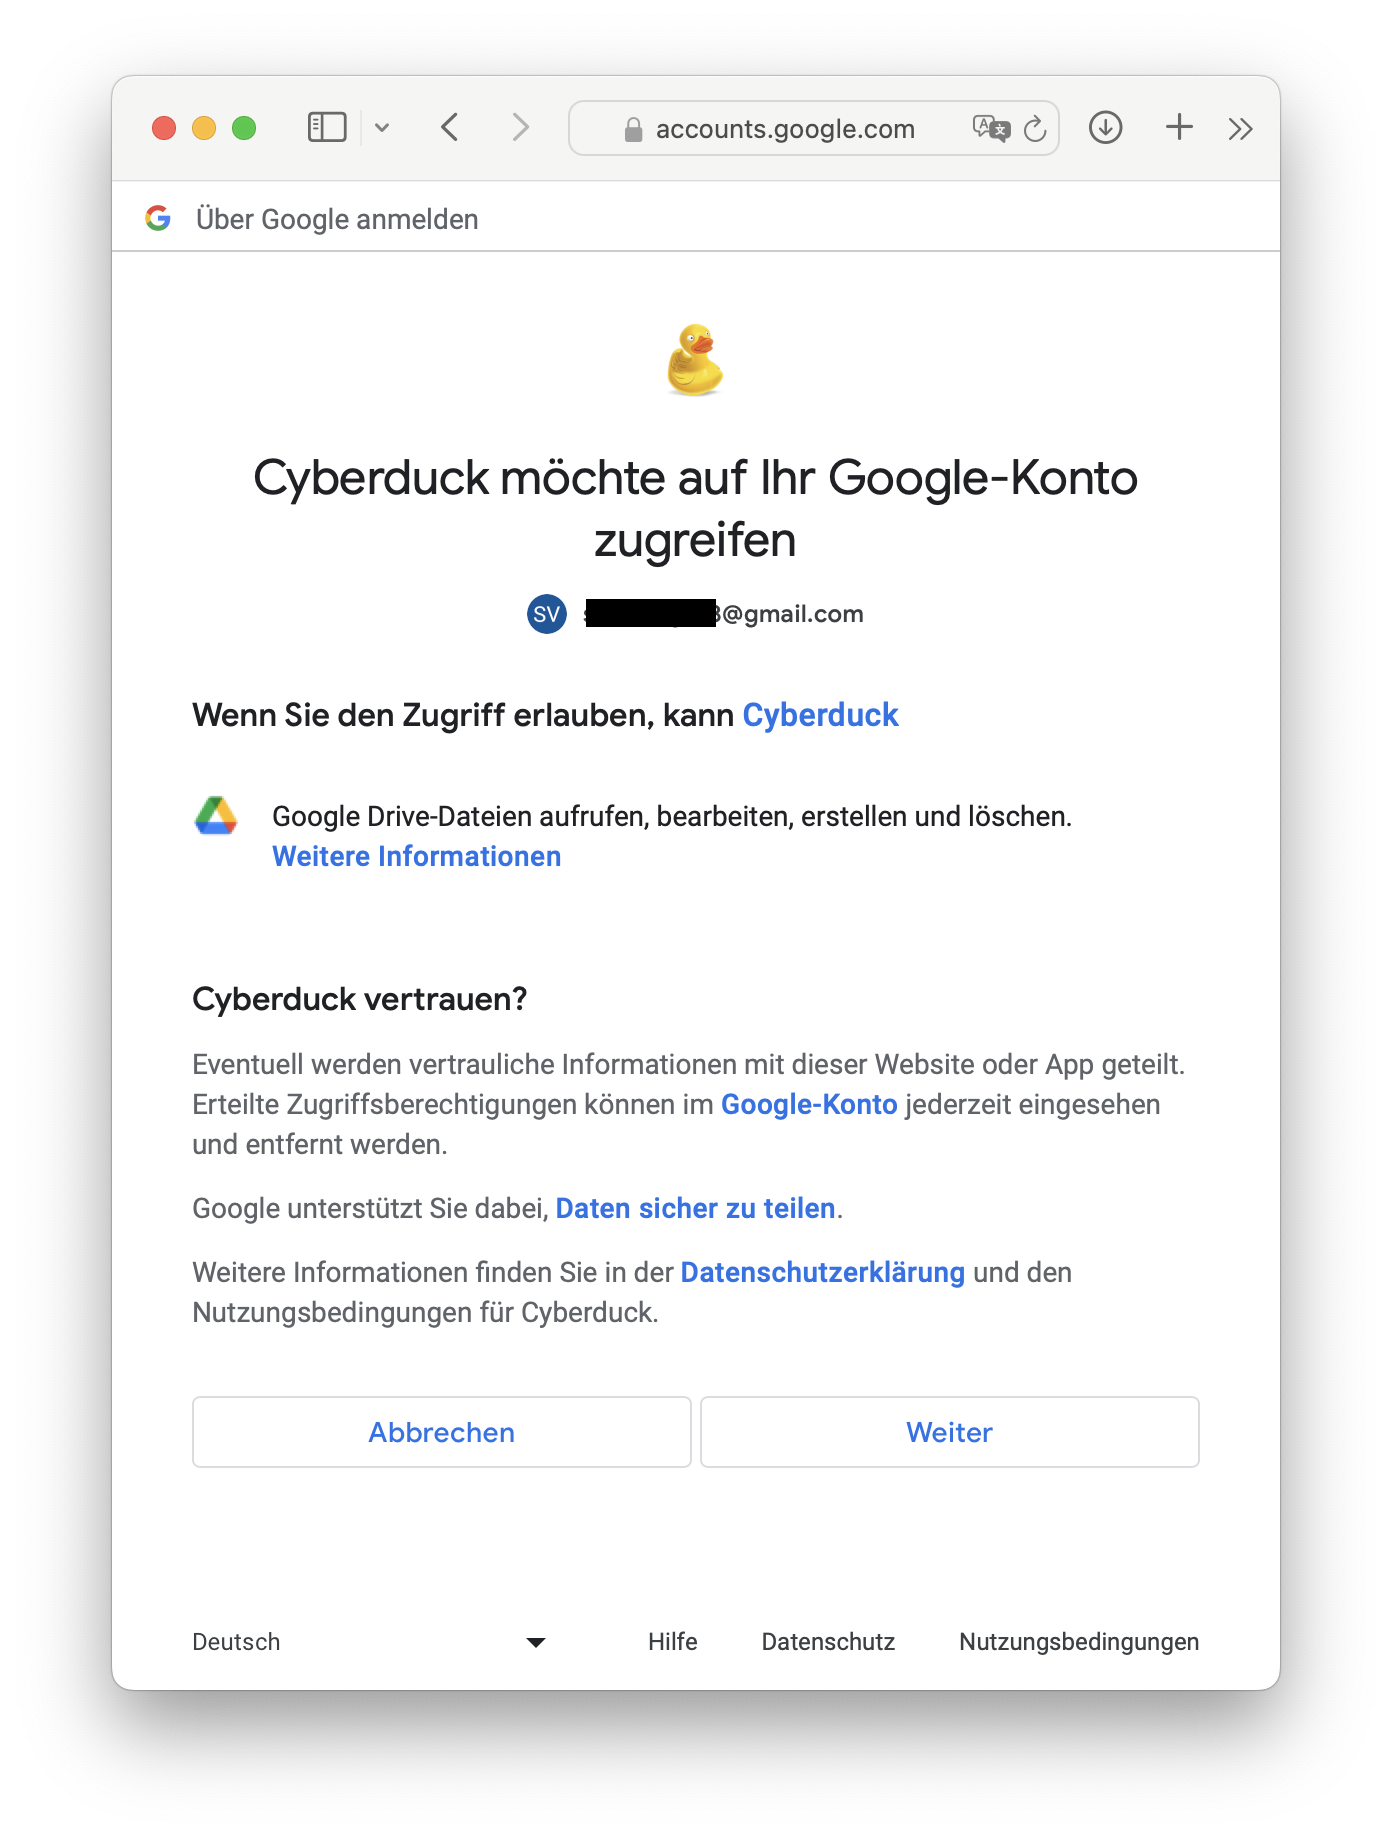 accounts.google.com
Über Google anmelden
Cyberduck möchte auf Ihr Google-Konto
zugreifen
SV @gmail.com
Wenn Sie den Zugriff erlauben, kann Cyberduck
Google Drive-Dateien aufrufen, bearbeiten, erstellen und löschen.
Weitere Informationen
Cyberduck vertrauen?
Eventuell werden vertrauliche Informationen mit dieser Website oder App geteilt.
Erteilte Zugriffsberechtigungen können im Google-Konto jederzeit eingesehen
und entfernt werden.
Google unterstützt Sie dabei, Daten sicher zu teilen.
Weitere Informationen finden Sie in der Datenschutzerklärung und den
Nutzungsbedingungen für Cyberduck.
Abbrechen Weiter
Deutsch Hilfe Datenschutz Nutzungsbedingungen